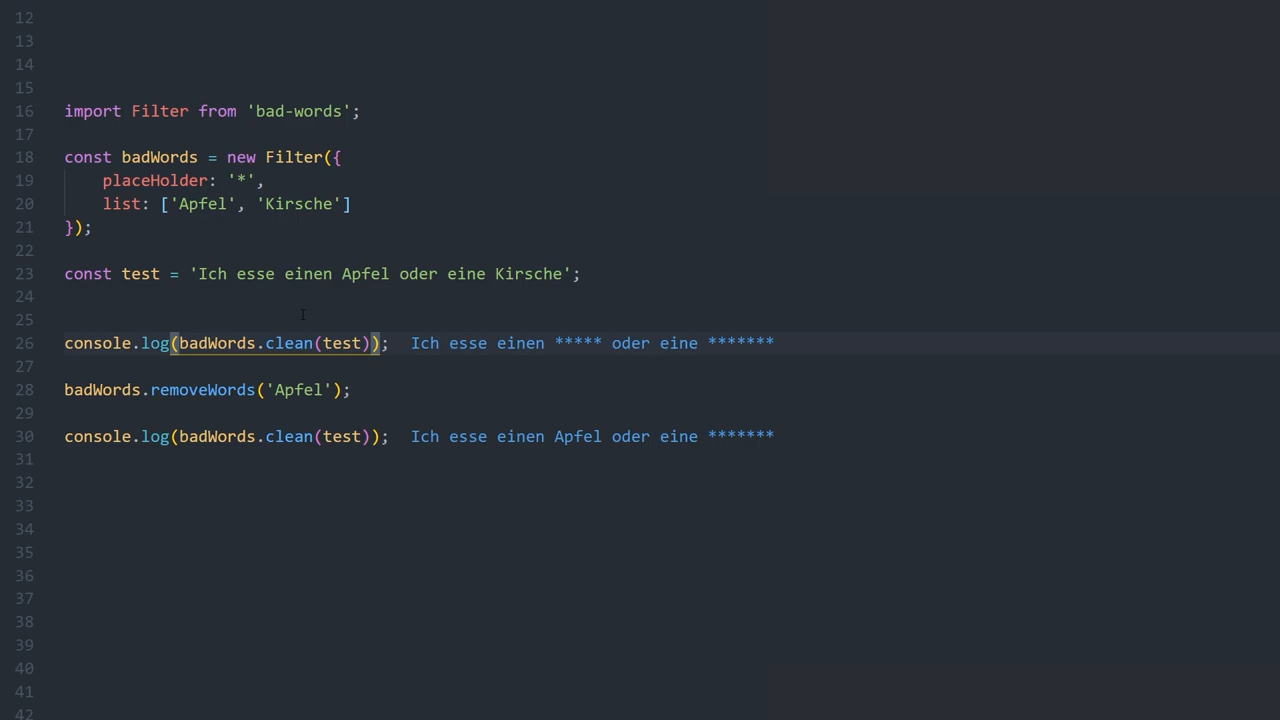 12
13
14
15
16 import Filter from 'bad-words';
17
18 const badWords = new Filter({
19 placeHolder: '*',
20 list: ['Apfel', 'Kirsche']
21 });
22
23 const test = 'Ich esse einen Apfel oder eine Kirsche';
24
25
26 console.log(badWords.clean(test)); Ich esse einen ***** oder eine *******
27
28 badWords.removeWords('Apfel');
29
30 console.log(badWords.clean(test)); Ich esse einen Apfel oder eine *******
31
32
33
34
35
36
37
38
39
40
41
42